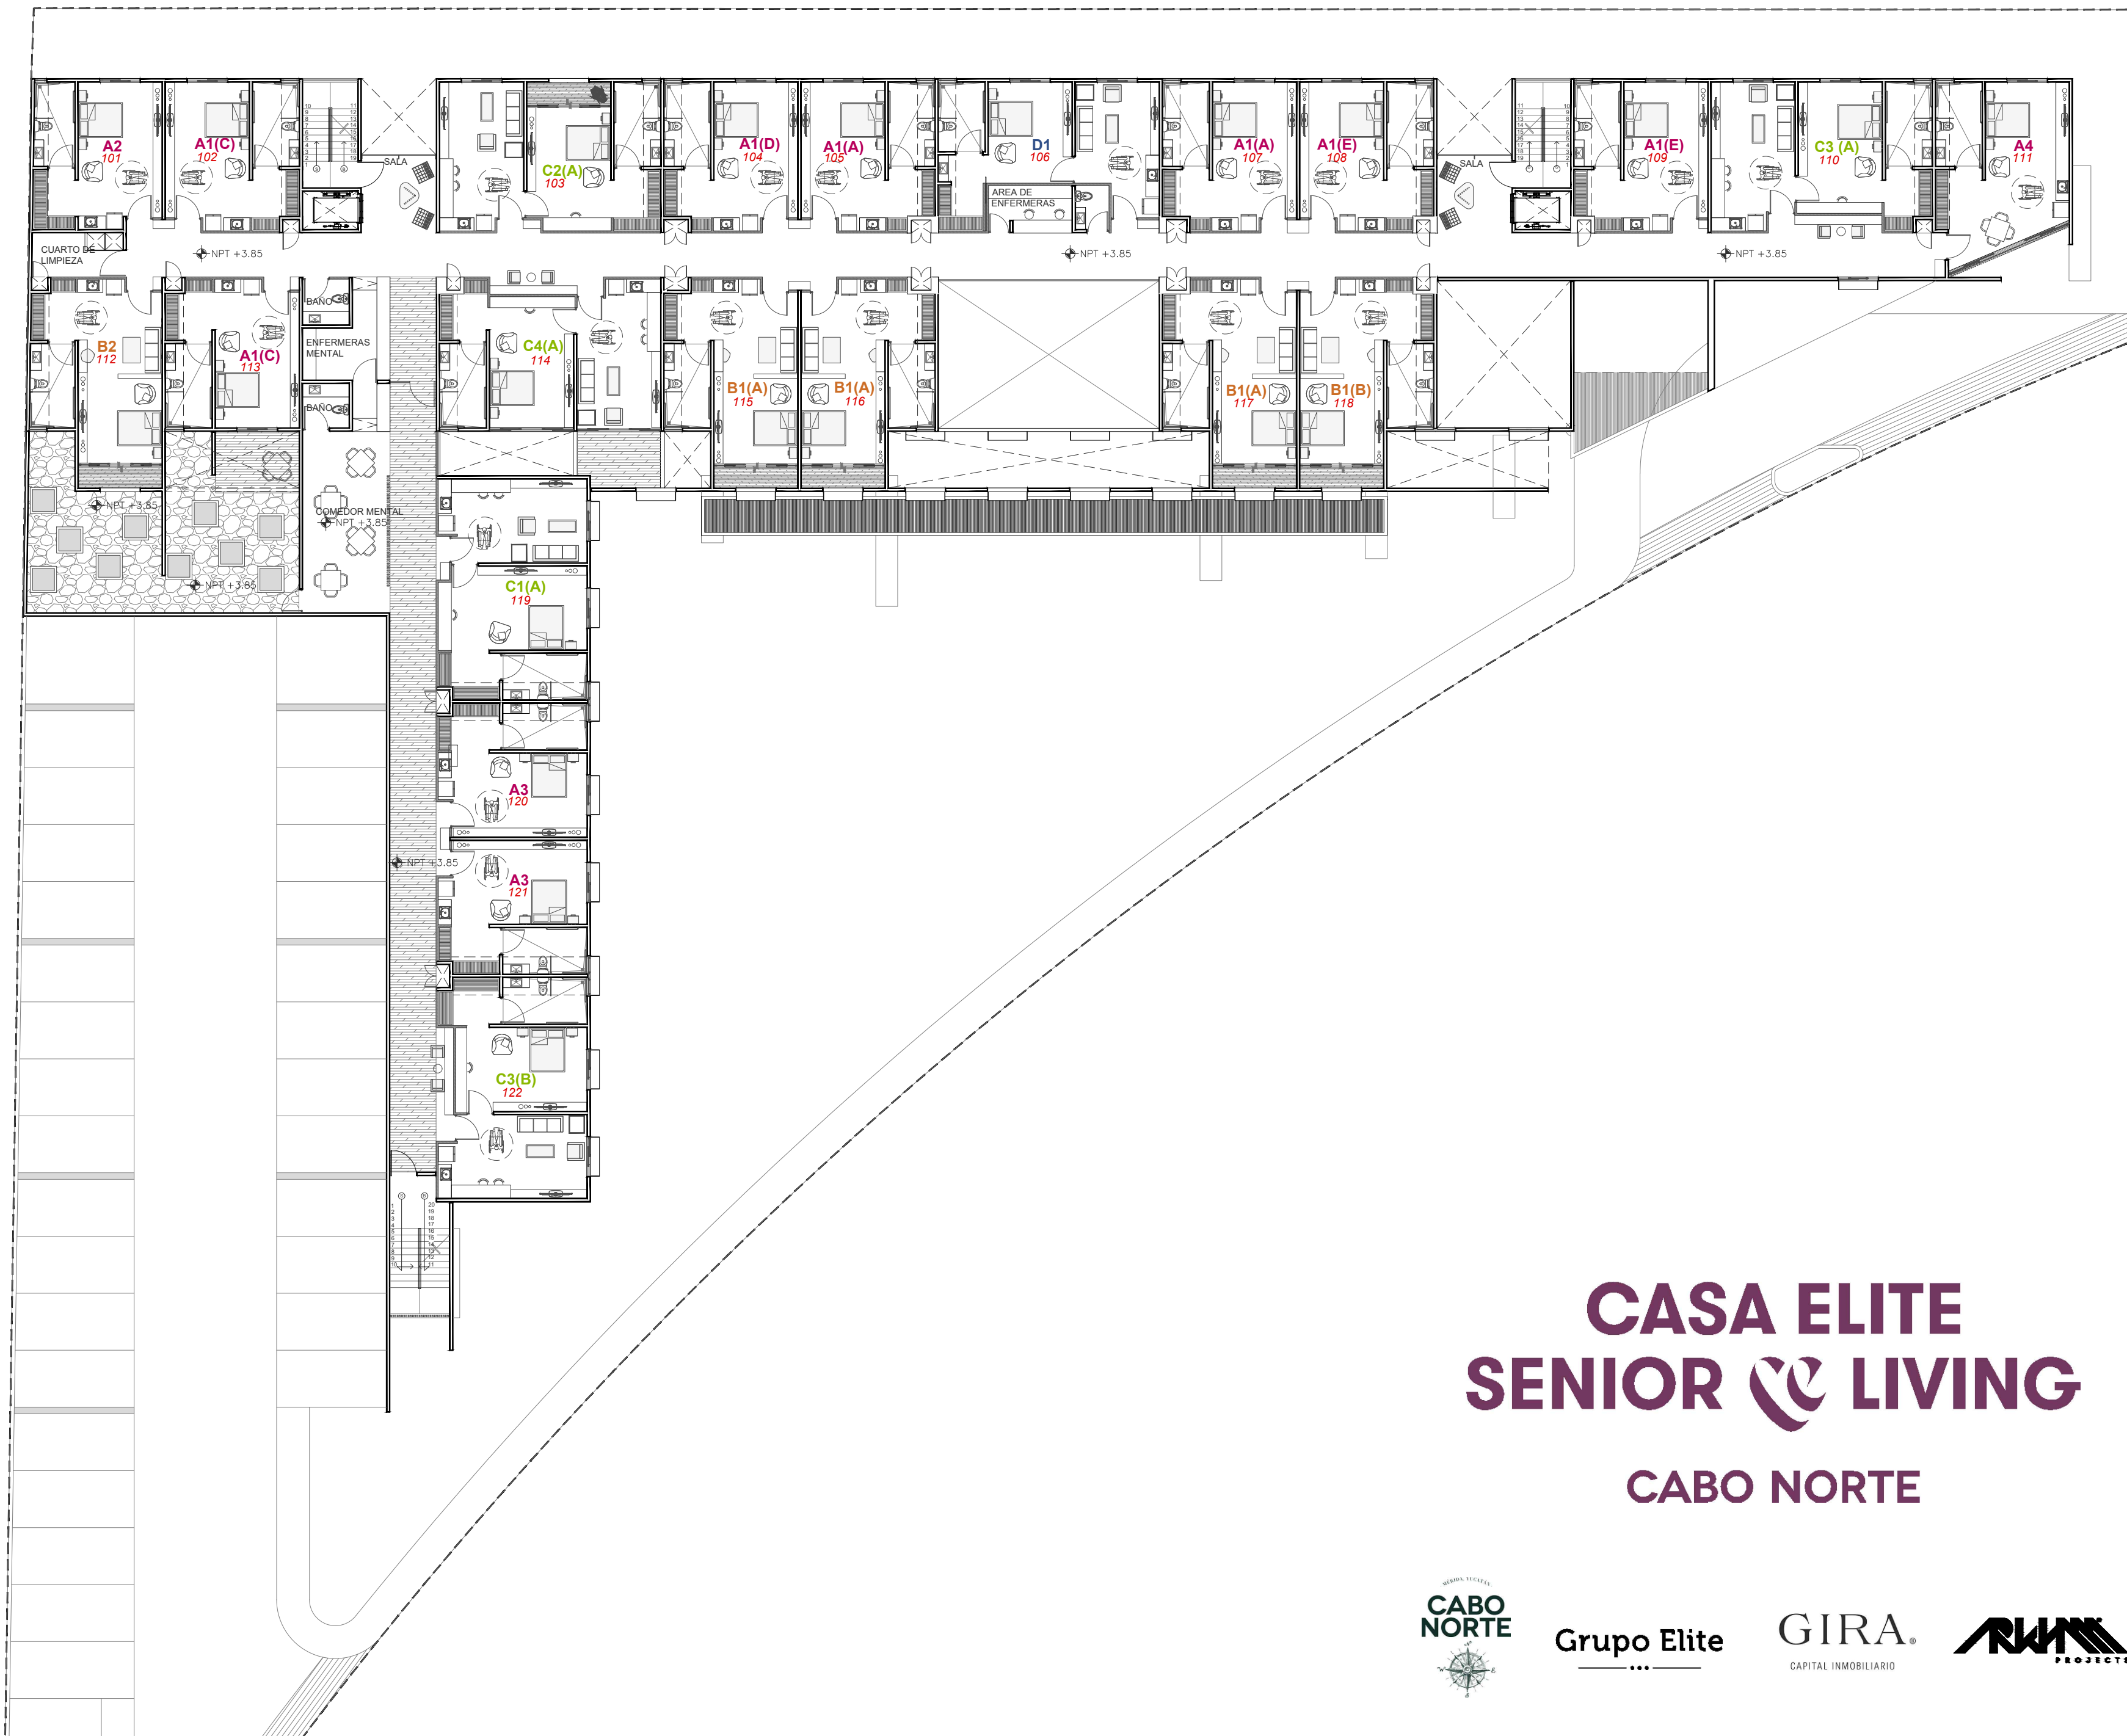 A2
101
A1(C)
102
SALA
C2(A)
103
A1(D)
104
A1(A)
105
D1
106
AREA DE
ENFERMERAS
A1(A)
107
A1(E)
108
SALA
A1(E)
109
C3 (A)
110
A4
111
CUARTO DE
LIMPIEZA
NPT +3.85
NPT +3.85
NPT +3.85
B2
112
A1(C)
113
BAÑO
ENFERMERAS
MENTAL
BAÑO
C4(A)
114
B1(A)
115
B1(A)
116
B1(A)
117
B1(B)
118
NPT +3.85
COMEDOR MENTAL
NPT +3.85
NPT +3.85
C1(A)
119
A3
120
NPT +3.85
A3
121
C3(B)
122
CASA ELITE
SENIOR LIVING
CABO NORTE
MÉRIDA, YUCATÁN
CABO
NORTE
Grupo Elite
GIRA®
CAPITAL INMOBILIARIO
ARKHAM
PROJECTS